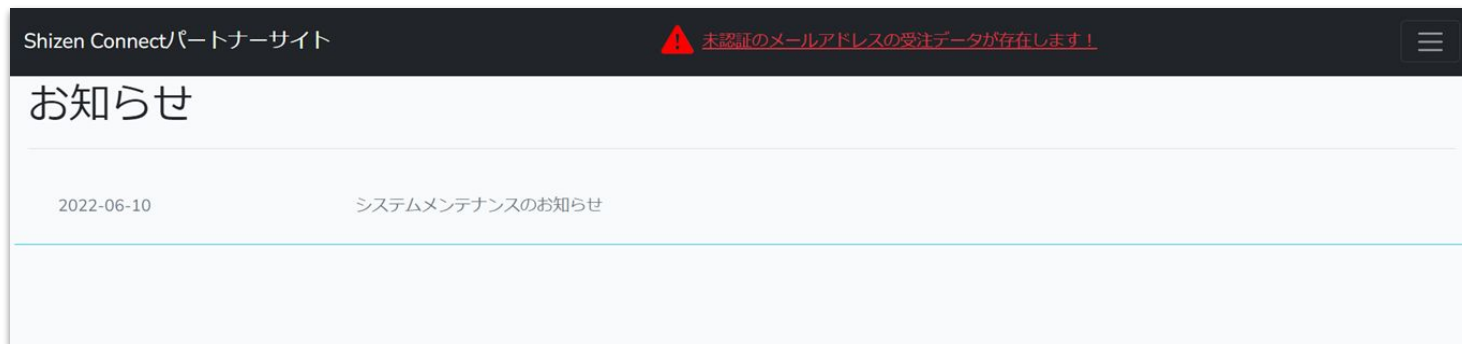 Shizen Connectパートナーサイト
未認証のメールアドレスの受注データが存在します！
お知らせ
2022-06-10 システムメンテナンスのお知らせ